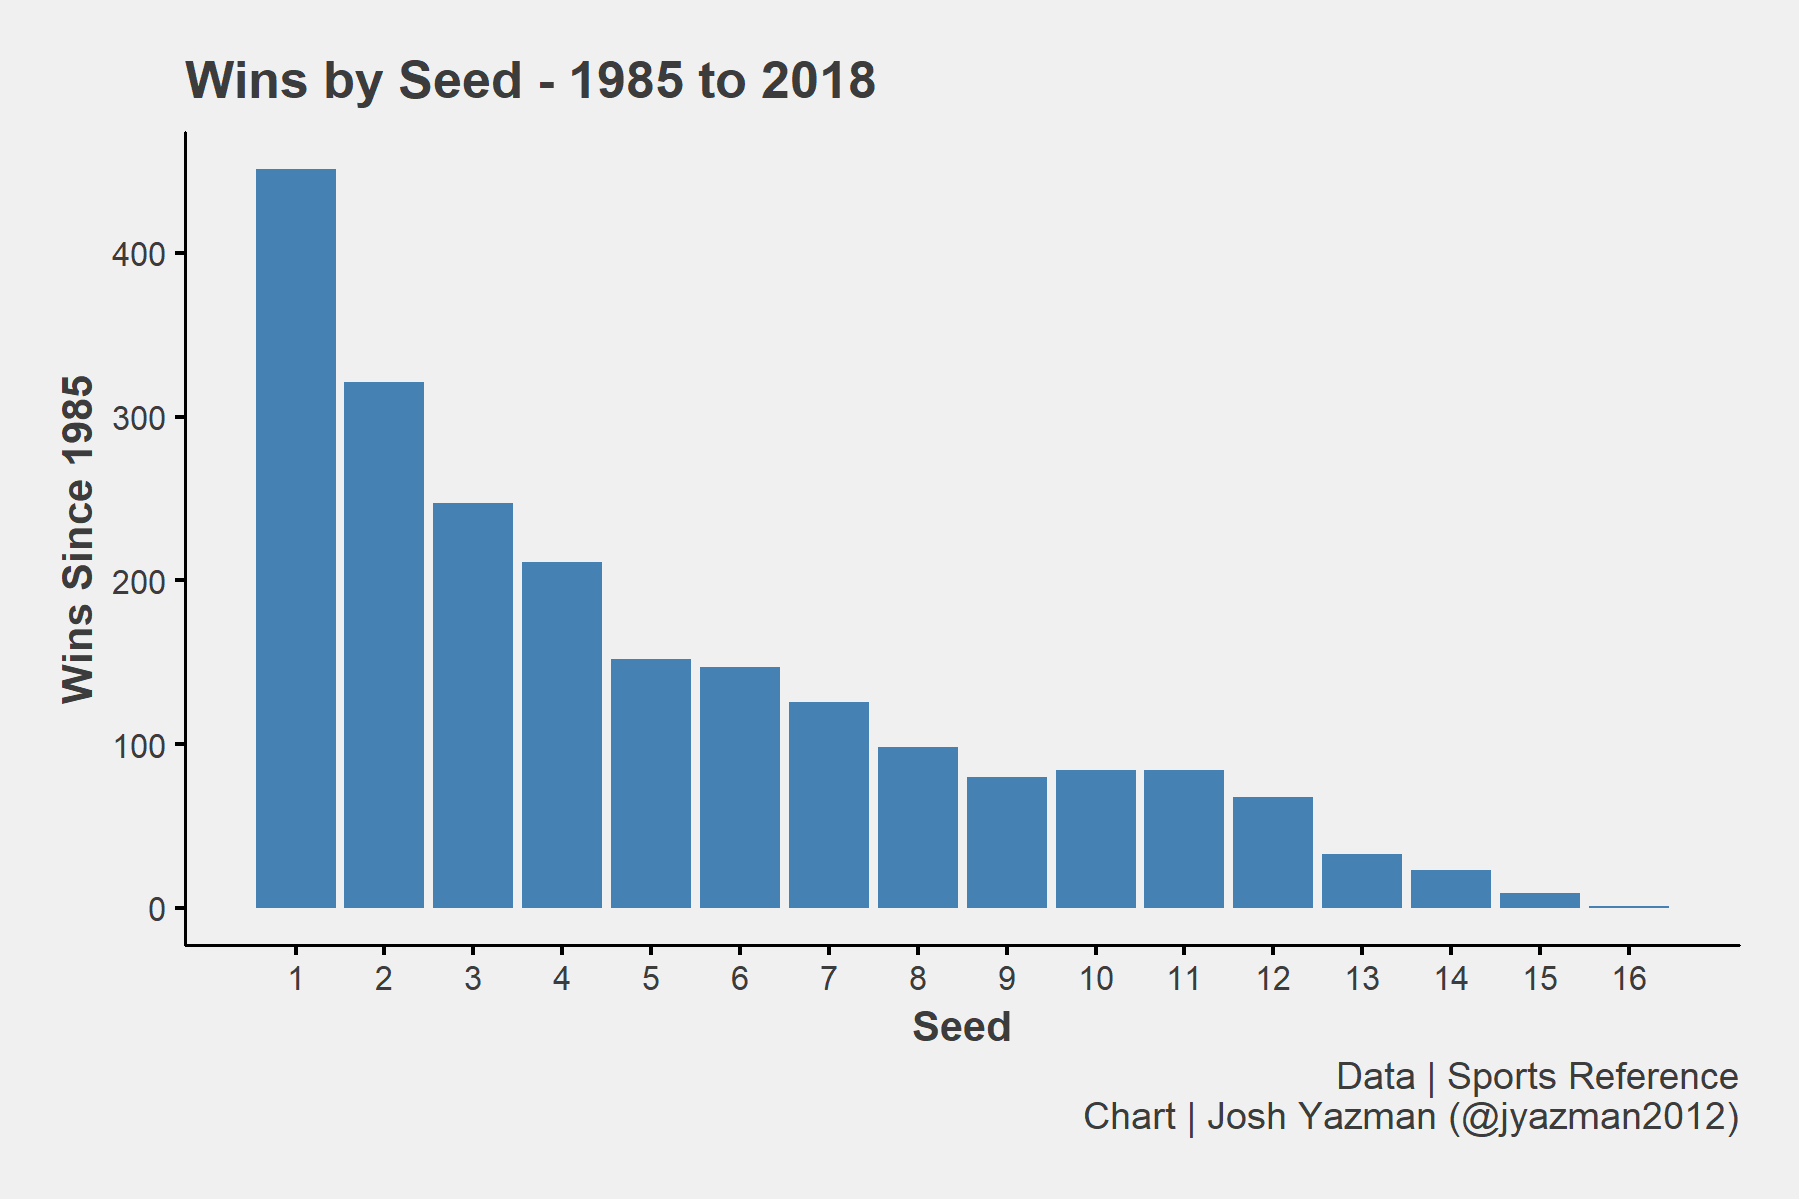 Wins by Seed - 1985 to 2018
Wins Since 1985
400
300
200
100
0
1 2 3 4 5 6 7 8 9 10 11 12 13 14 15 16
Seed
Data | Sports Reference
Chart | Josh Yazman (@jyazman2012)